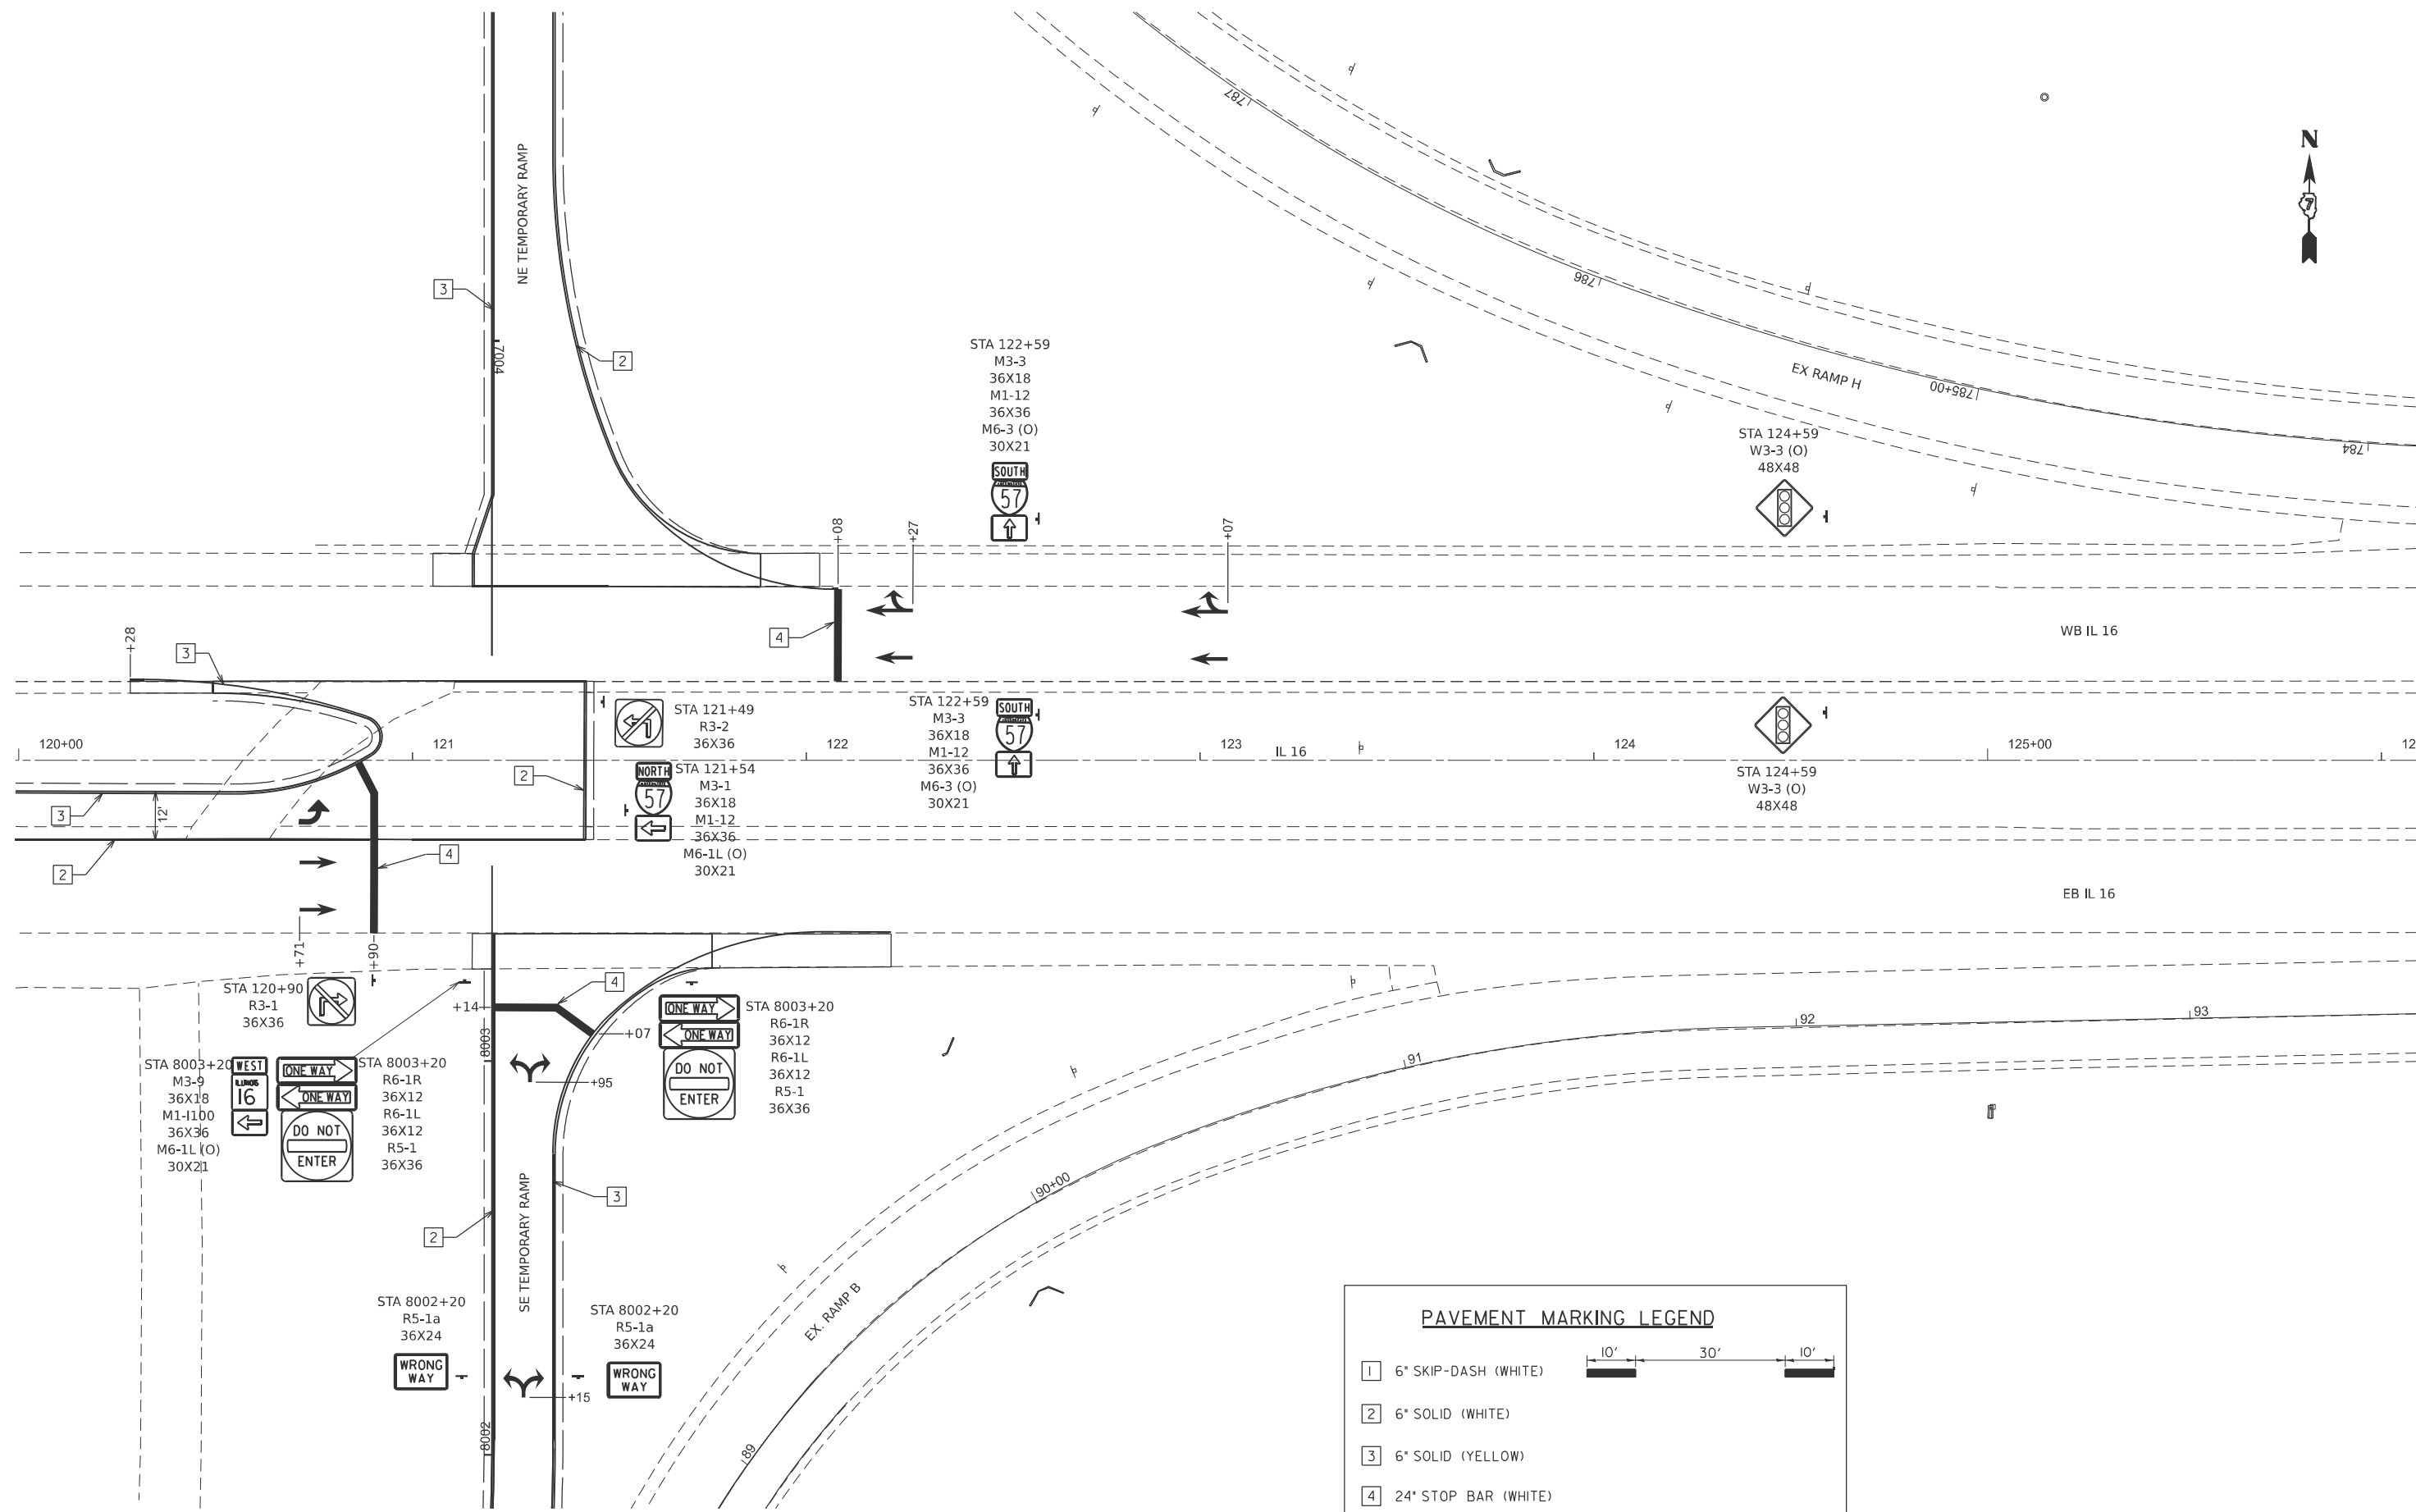 NE TEMPORARY RAMP
787
N
7
3
7004
2
STA 122+59
M3-3
36X18
M1-12
36X36
M6-3 (O)
30X21
SOUTH
57
786
EX RAMP H
785+00
784
STA 124+59
W3-3 (O)
48X48
+08
+27
+07
4
WB IL 16
+28
3
STA 121+49
R3-2
36X36
STA 122+59
M3-3
36X18
M1-12
36X36
M6-3 (O)
30X21
SOUTH
57
120+00
121
122
123
IL 16
124
125+00
12
2
NORTH
57
STA 121+54
M3-1
36X18
M1-12
36X36
M6-1L (O)
30X21
STA 124+59
W3-3 (O)
48X48
3
12'
4
2
EB IL 16
+71
+90
STA 120+90
R3-1
36X36
4
+14
+07
8003
ONE WAY
ONE WAY
DO NOT
ENTER
STA 8003+20
R6-1R
36X12
R6-1L
36X12
R5-1
36X36
92
93
91
+95
STA 8003+20
M3-9
36X18
M1-I100
36X36
M6-1L (O)
30X21
WEST
ILLINOIS
16
ONE WAY
ONE WAY
DO NOT
ENTER
STA 8003+20
R6-1R
36X12
R6-1L
36X12
R5-1
36X36
3
90+00
2
SE TEMPORARY RAMP
STA 8002+20
R5-1a
36X24
WRONG
WAY
STA 8002+20
R5-1a
36X24
WRONG
WAY
+15
8002
EX. RAMP B
89
PAVEMENT MARKING LEGEND
10' 30' 10'
1 6" SKIP-DASH (WHITE)
2 6" SOLID (WHITE)
3 6" SOLID (YELLOW)
4 24" STOP BAR (WHITE)